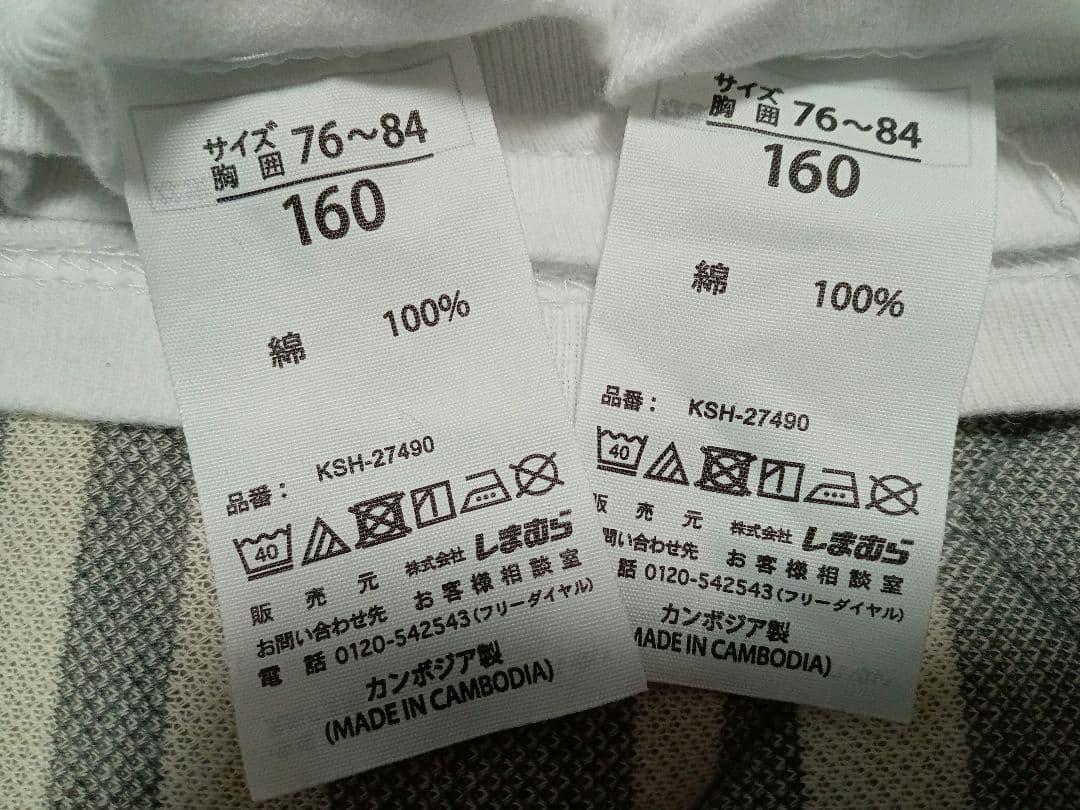 サイズ
胸囲 76～84
160
綿 100%
品番： KSH-27490
40
販売元 株式会社 しまむら
お問い合わせ先 お客様相談室
電話 0120-542543(フリーダイヤル)
カンボジア製
(MADE IN CAMBODIA)
サイズ
胸囲 76～84
160
綿 100%
品番： KSH-27490
40
販売元 株式会社 しまむら
問い合わせ先 お客様相談室
話 0120-542543(フリーダイヤル)
カンボジア製
(MADE IN CAMBODIA)